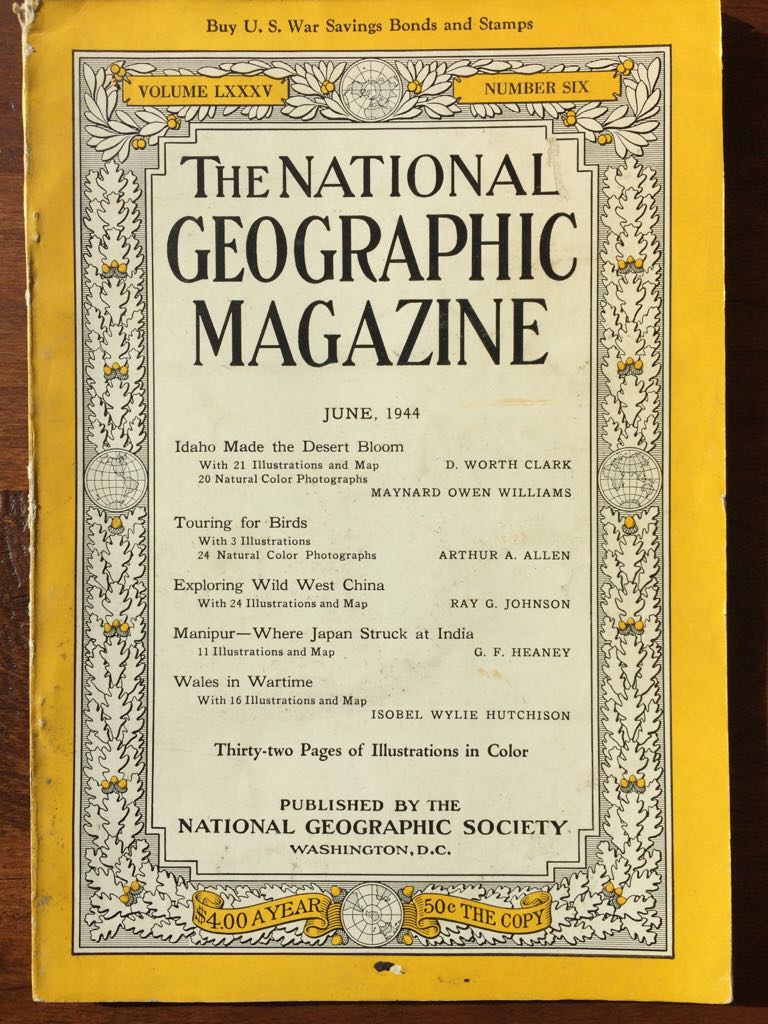 Buy U. S. War Savings Bonds and Stamps
VOLUME LXXXV
NUMBER SIX
THE NATIONAL
GEOGRAPHIC
MAGAZINE
JUNE, 1944
Idaho Made the Desert Bloom
With 21 Illustrations and Map D. WORTH CLARK
20 Natural Color Photographs
MAYNARD OWEN WILLIAMS
Touring for Birds
With 3 Illustrations
24 Natural Color Photographs ARTHUR A. ALLEN
Exploring Wild West China
With 24 Illustrations and Map RAY G. JOHNSON
Manipur—Where Japan Struck at India
11 Illustrations and Map G. F. HEANEY
Wales in Wartime
With 16 Illustrations and Map
ISOBEL WYLIE HUTCHISON
Thirty-two Pages of Illustrations in Color
PUBLISHED BY THE
NATIONAL GEOGRAPHIC SOCIETY
WASHINGTON, D.C.
$4.00 A YEAR
50c THE COPY